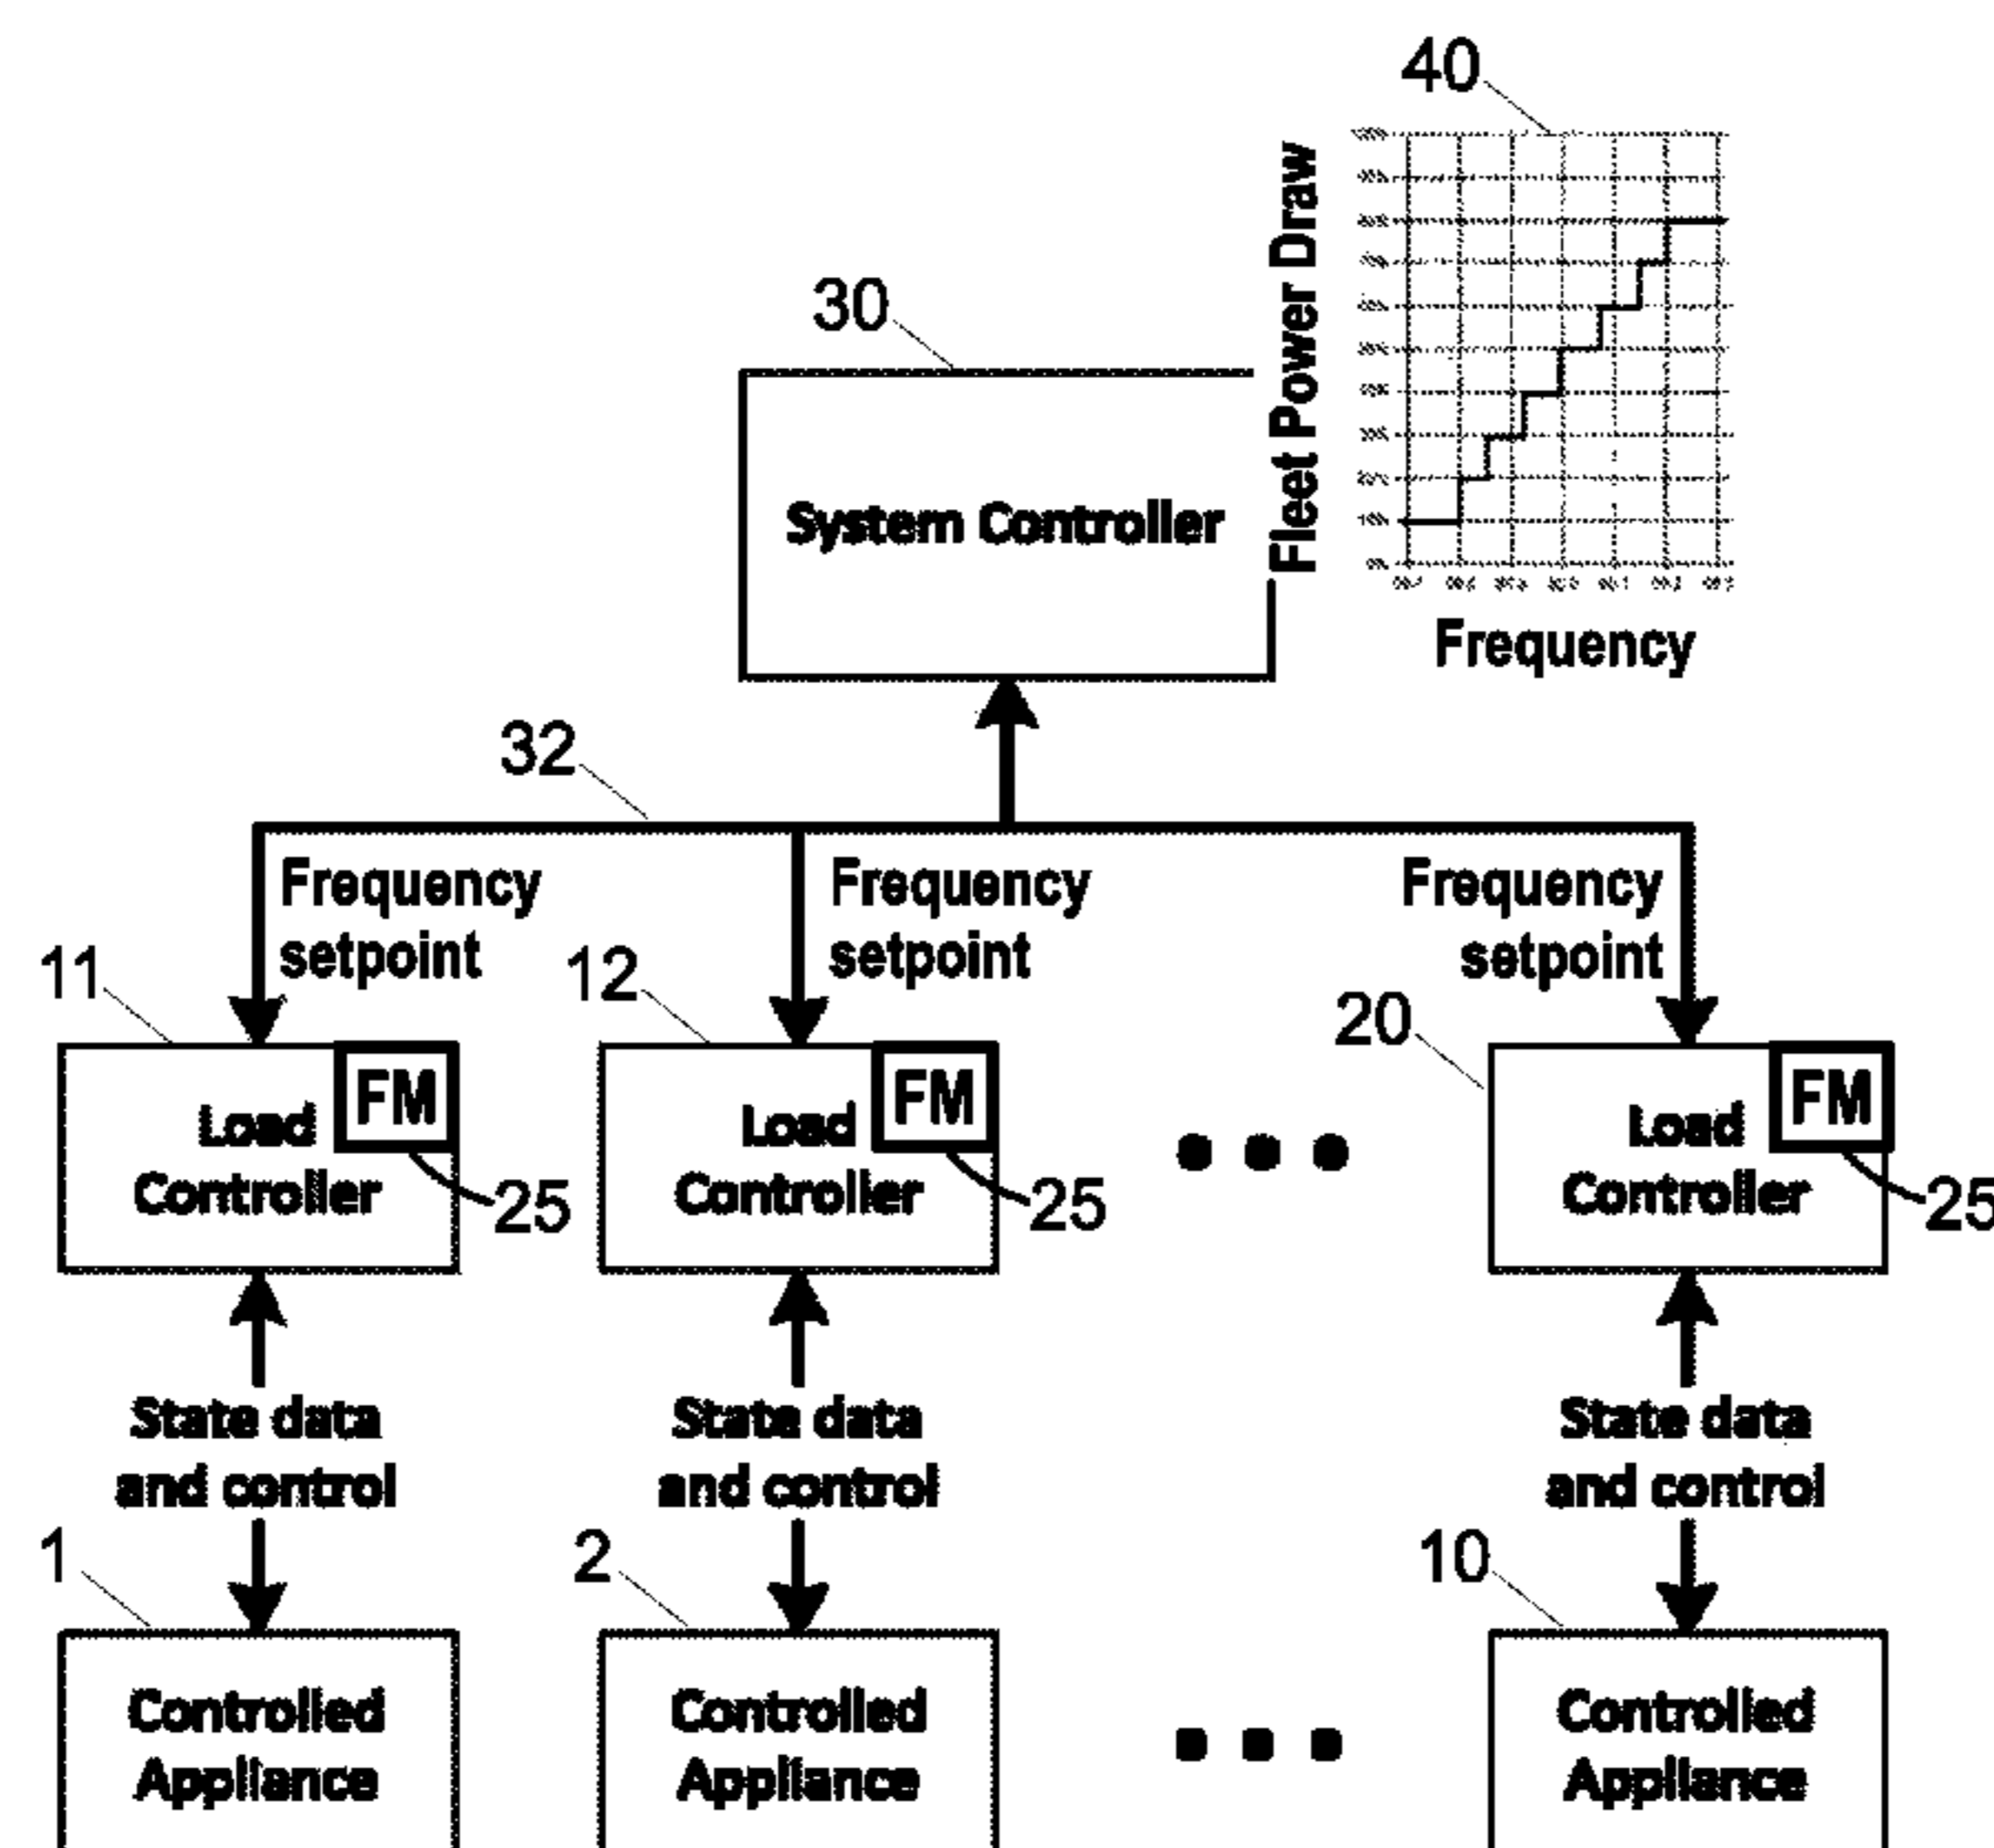 40
Fleet Power Draw
30
System Controller
Frequency
32
Frequency
setpoint
Frequency
setpoint
Frequency
setpoint
11
12
20
FM
FM
FM
Load
Controller
Load
Controller
Load
Controller
25
25
25
State data
and control
State data
and control
State data
and control
1
2
10
Controlled
Appliance
Controlled
Appliance
Controlled
Appliance